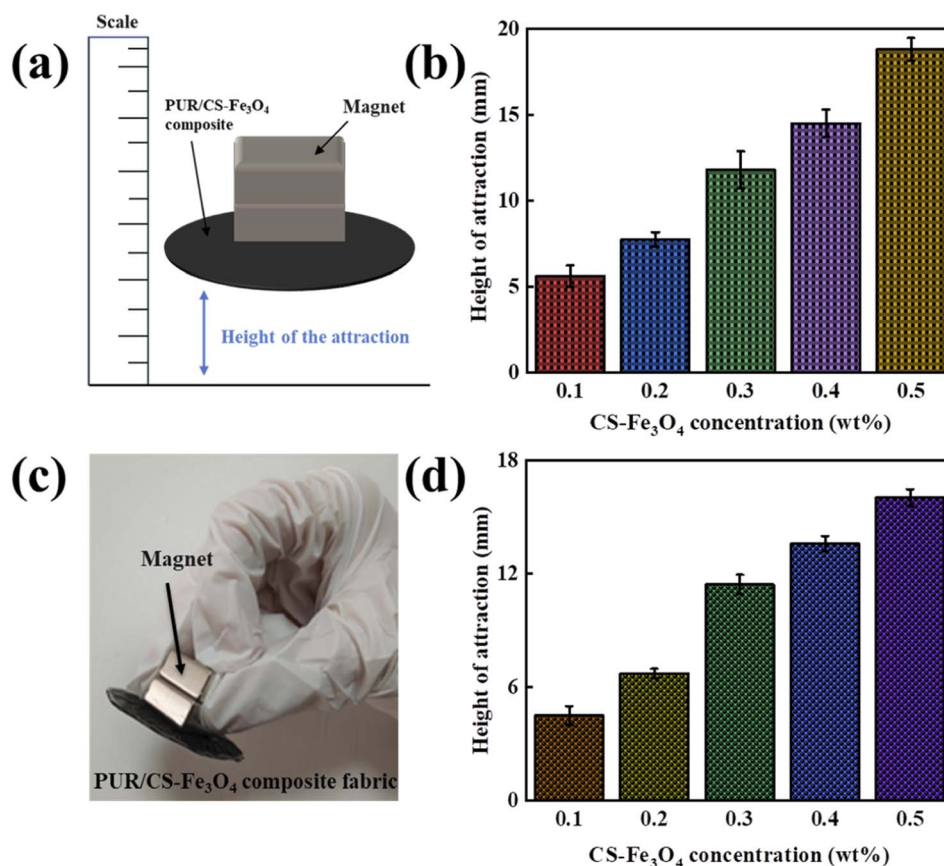 (a)
Scale
PUR/CS-Fe₃O₄
composite
Magnet
Height of the attraction
(b)
Height of attraction (mm)
20
15
10
5
0
0.1 0.2 0.3 0.4 0.5
CS-Fe₃O₄ concentration (wt%)
(c)
Magnet
PUR/CS-Fe₃O₄ composite fabric
(d)
Height of attraction (mm)
18
12
6
0
0.1 0.2 0.3 0.4 0.5
CS-Fe₃O₄ concentration (wt%)